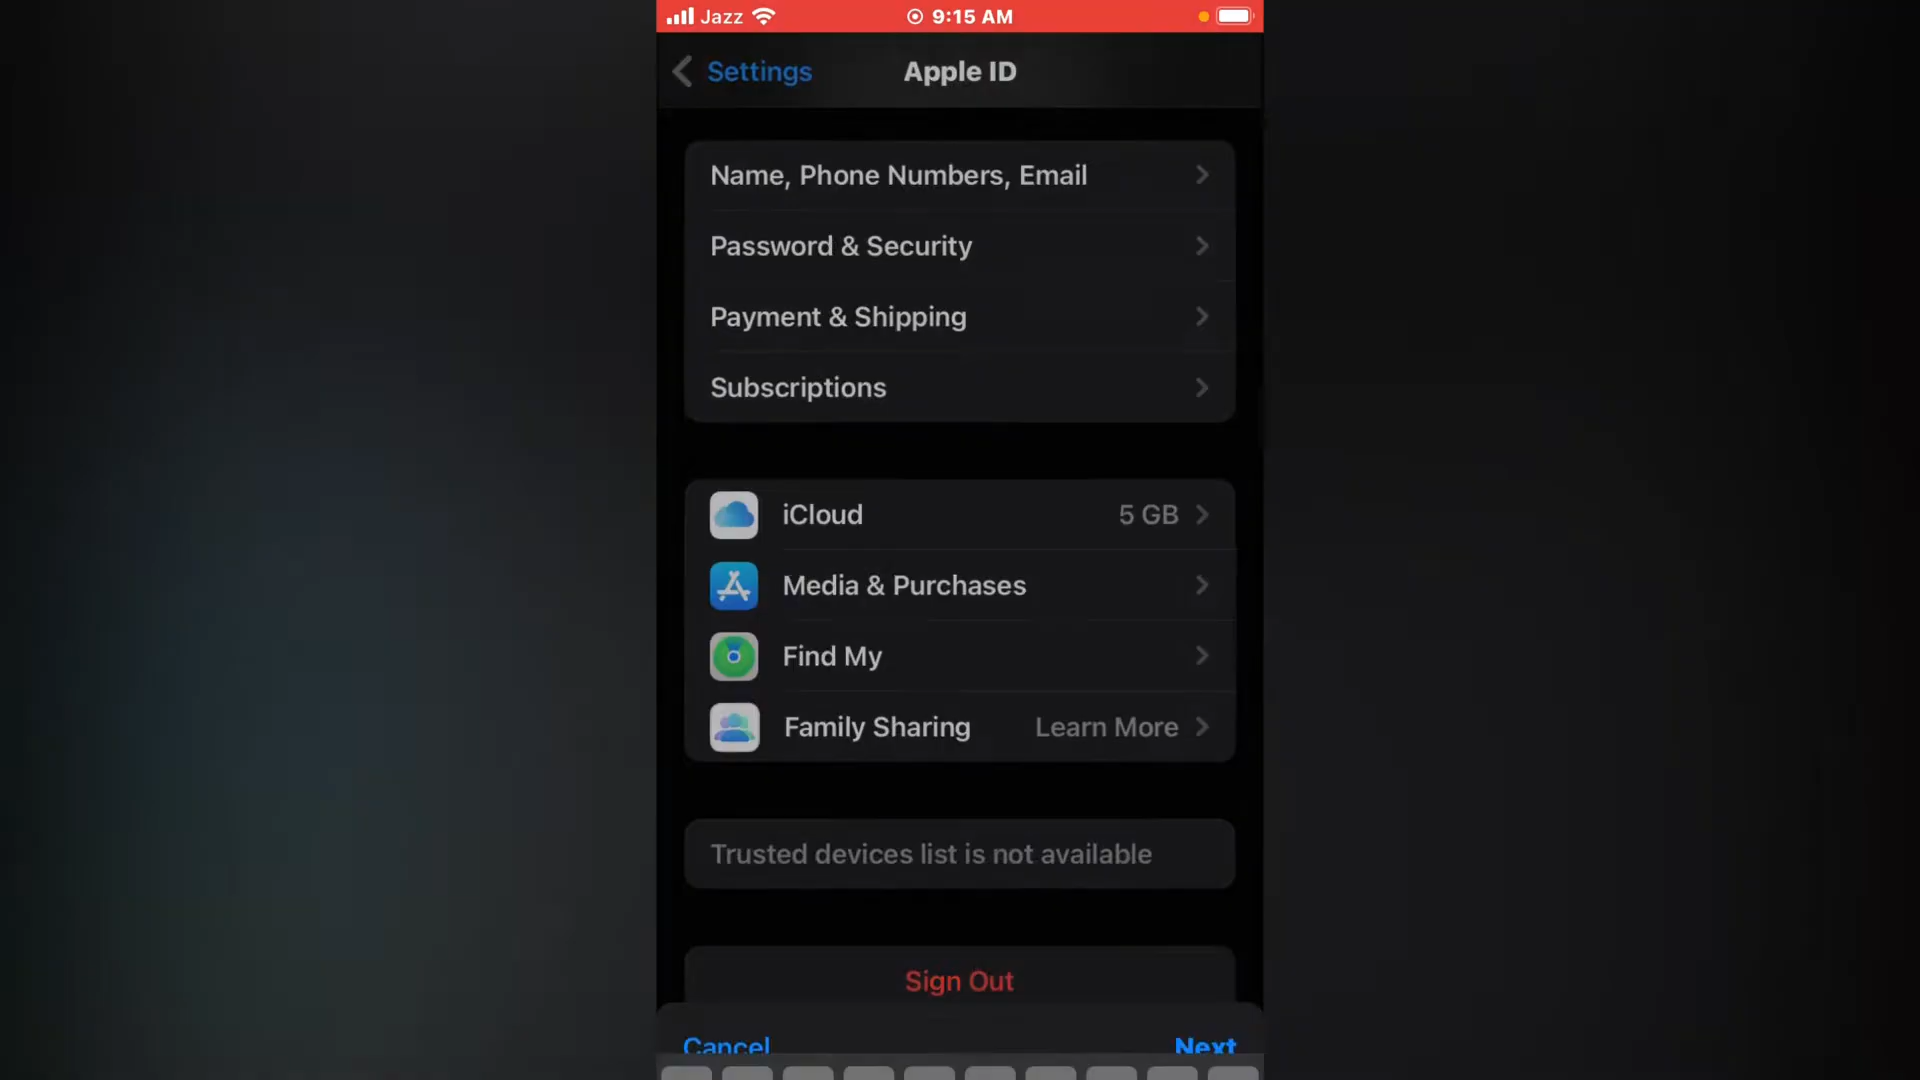 Jazz 9:15 AM
Settings Apple ID
Name, Phone Numbers, Email
Password & Security
Payment & Shipping
Subscriptions
iCloud 5 GB
Media & Purchases
Find My
Family Sharing Learn More
Trusted devices list is not available
Sign Out
Cancel Next